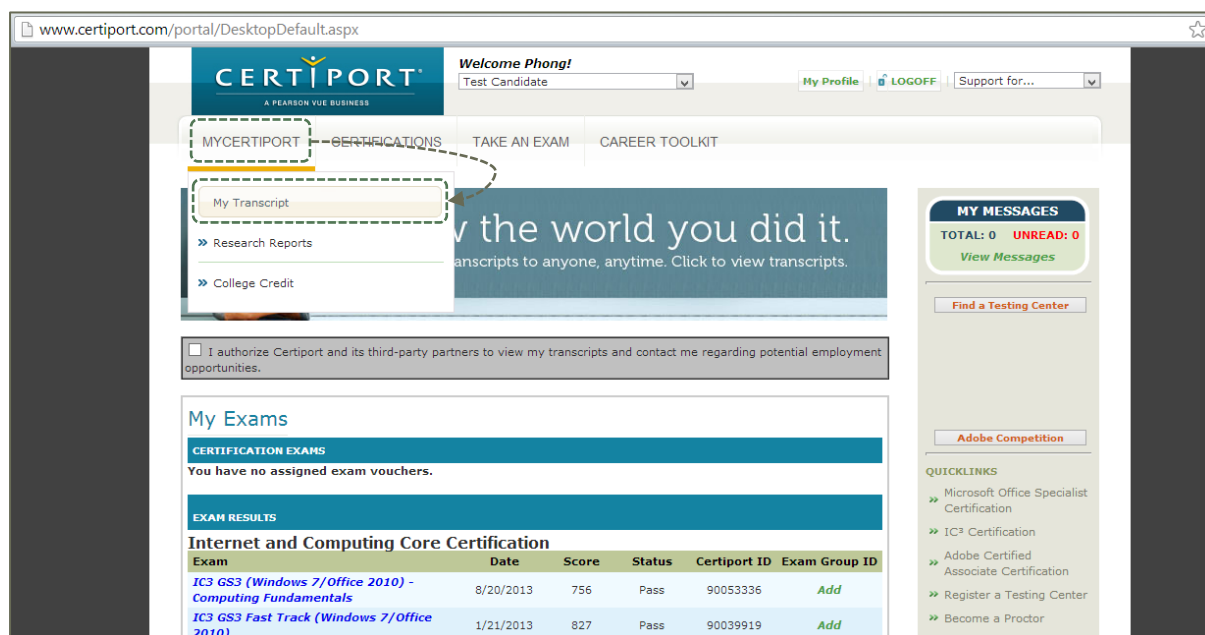 www.certiport.com/portal/DesktopDefault.aspx
CERTIPORT
A PEARSON VUE BUSINESS
Welcome Phong!
Test Candidate
My Profile
LOGOFF
Support for...
MYCERTIPORT
CERTIFICATIONS
TAKE AN EXAM
CAREER TOOLKIT
My Transcript
» Research Reports
» College Credit
the world you did it.
anscripts to anyone, anytime. Click to view transcripts.
MY MESSAGES
TOTAL: 0 UNREAD: 0
View Messages
Find a Testing Center
I authorize Certiport and its third-party partners to view my transcripts and contact me regarding potential employment
opportunities.
My Exams
CERTIFICATION EXAMS
You have no assigned exam vouchers.
EXAM RESULTS
Internet and Computing Core Certification
Exam Date Score Status Certiport ID Exam Group ID
IC3 GS3 (Windows 7/Office 2010) -
Computing Fundamentals
8/20/2013 756 Pass 90053336 Add
IC3 GS3 Fast Track (Windows 7/Office
2010)
1/21/2013 827 Pass 90039919 Add
Adobe Competition
QUICKLINKS
» Microsoft Office Specialist
Certification
» IC³ Certification
» Adobe Certified
Associate Certification
» Register a Testing Center
» Become a Proctor